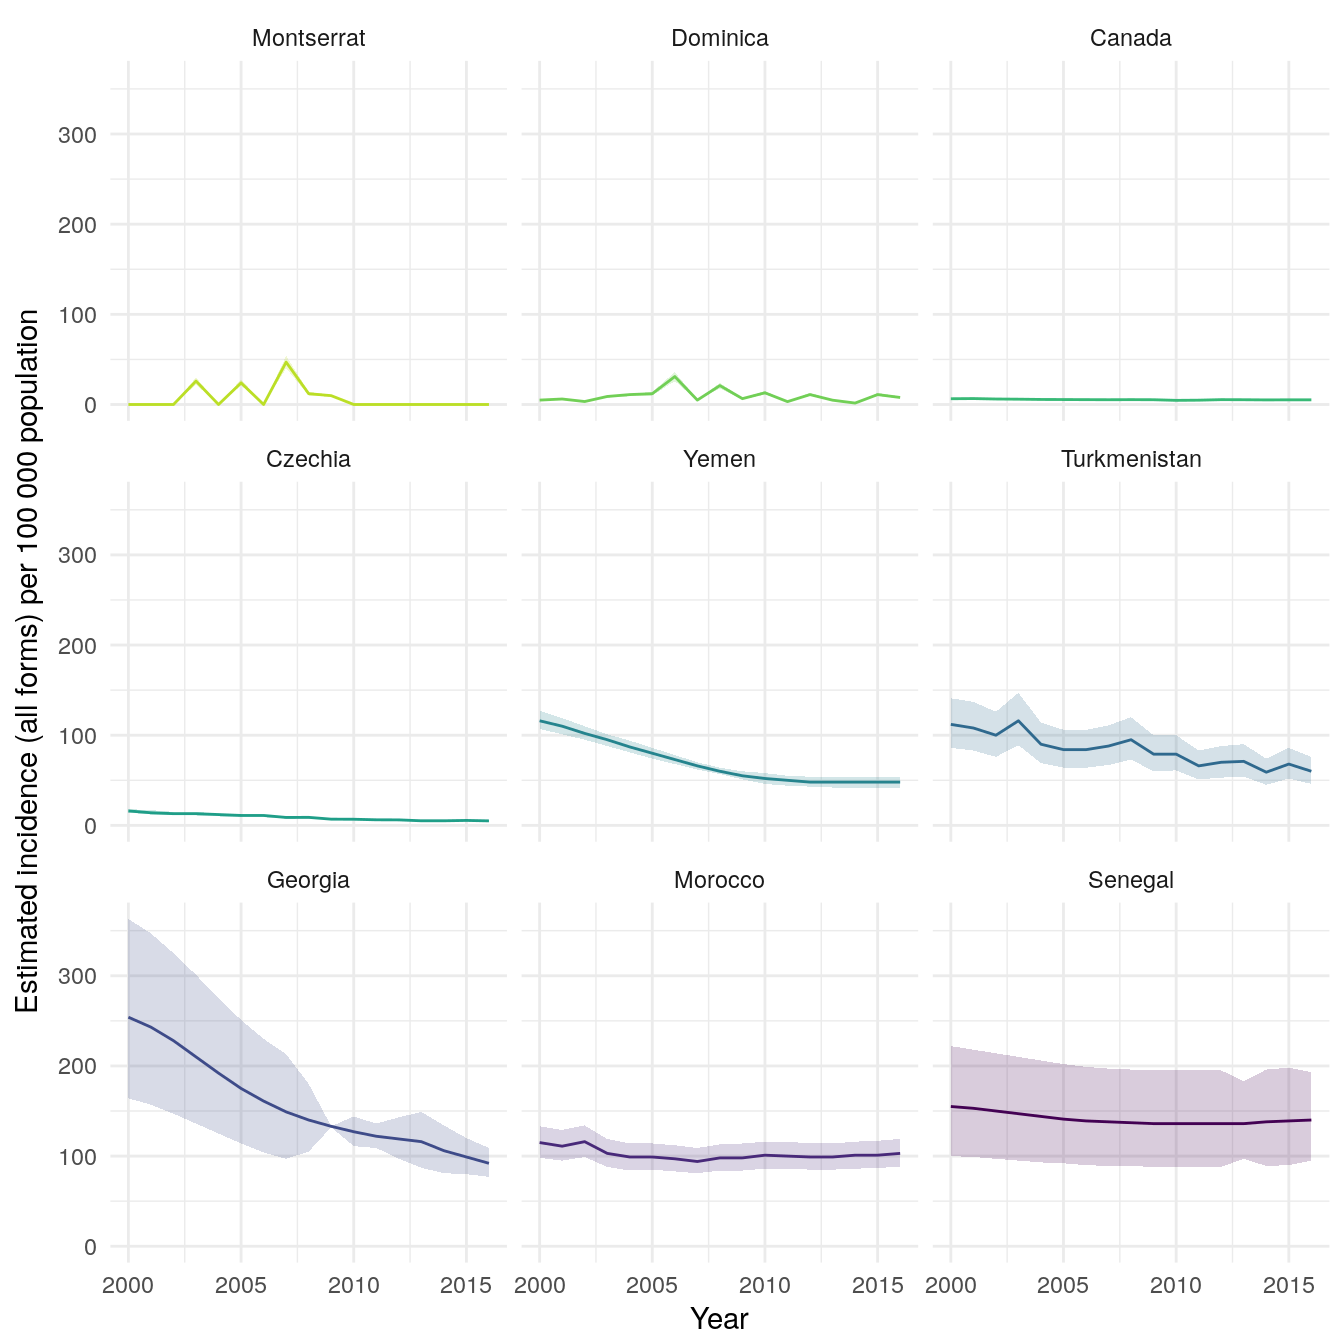 Montserrat
Dominica
Canada
300
200
100
0
Czechia
Yemen
Turkmenistan
300
200
100
0
Georgia
Morocco
Senegal
300
200
100
0
2000 2005 2010 2015
2000 2005 2010 2015
2000 2005 2010 2015
Year
Estimated incidence (all forms) per 100 000 population